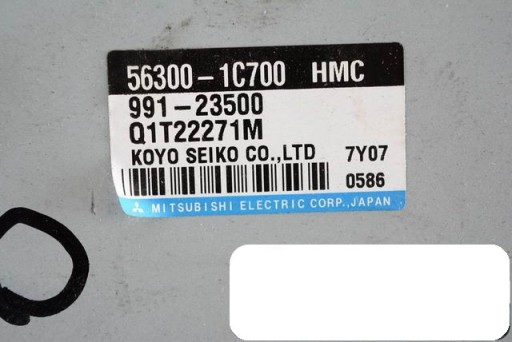 56300-1C700 HMC
991-23500
Q1T22271M
KOYO SEIKO CO.,LTD 7Y07
0586
MITSUBISHI ELECTRIC CORP.,JAPAN